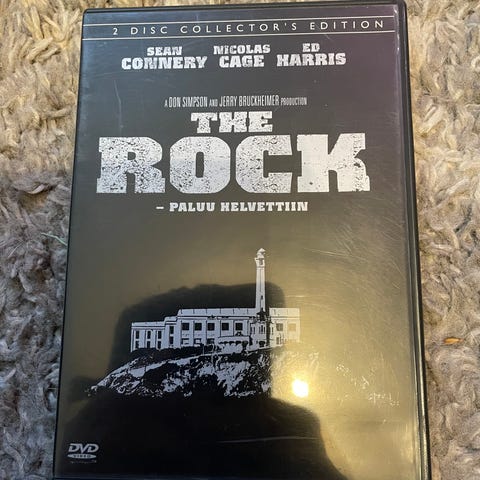 2 DISC COLLECTOR'S EDITION
SEAN NICOLAS ED
CONNERY CAGE HARRIS
A DON SIMPSON AND JERRY BRUCKHEIMER PRODUCTION
THE
ROCK
– PALUU HELVETTIIN
DVD
VIDEO